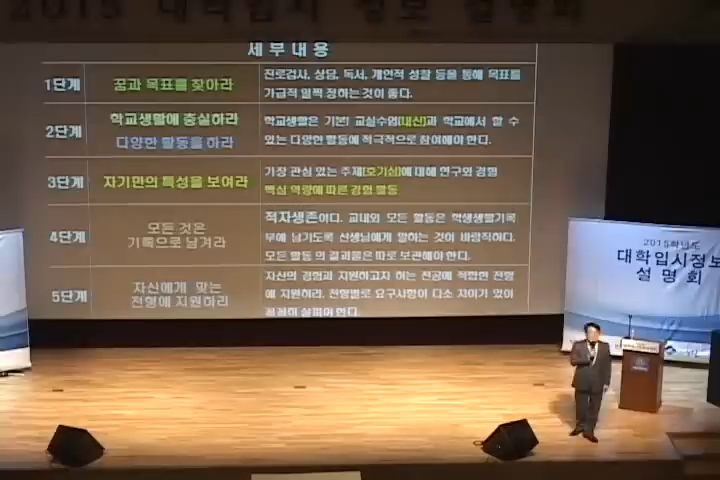 2015 대학입시 정보 설명회
세부내용
1단계
꿈과 목표를 찾아라
진로검사, 상담, 독서, 개인적 성찰 등을 통해 목표를
가급적 일찍 정하는것이 좋다.
2단계
학교생활에 충실하라
다양한 활동을 하라
학교생활은 기본! 교실수업(내신)과 학교에서 할 수
있는 다양한 활동에 적극적으로 참여해야 한다.
3단계
자기만의 특성을 보여라
가장 관심 있는 주제(호기심)에 대해 연구와 경험
핵심 역량에 따른 경험 활동
4단계
모든 것은
기록으로 남겨라
적자생존이다. 교내외 모든 활동은 학생생활기록
부에 남기도록 선생님에게 말하는 것이 바람직하다.
모든 활동 의 결과물은 따로 보관해야 한다.
5단계
자신에게 맞는
전형에 지원하리
자신의 경험과 지원하고자 하는 전공에 적합한 전형
에 지원하라. 전형별로 요구사항이 다소 차이가 있어
꼼꼼히 살펴야 한다.
2015학년도
대학입시정보
설명회